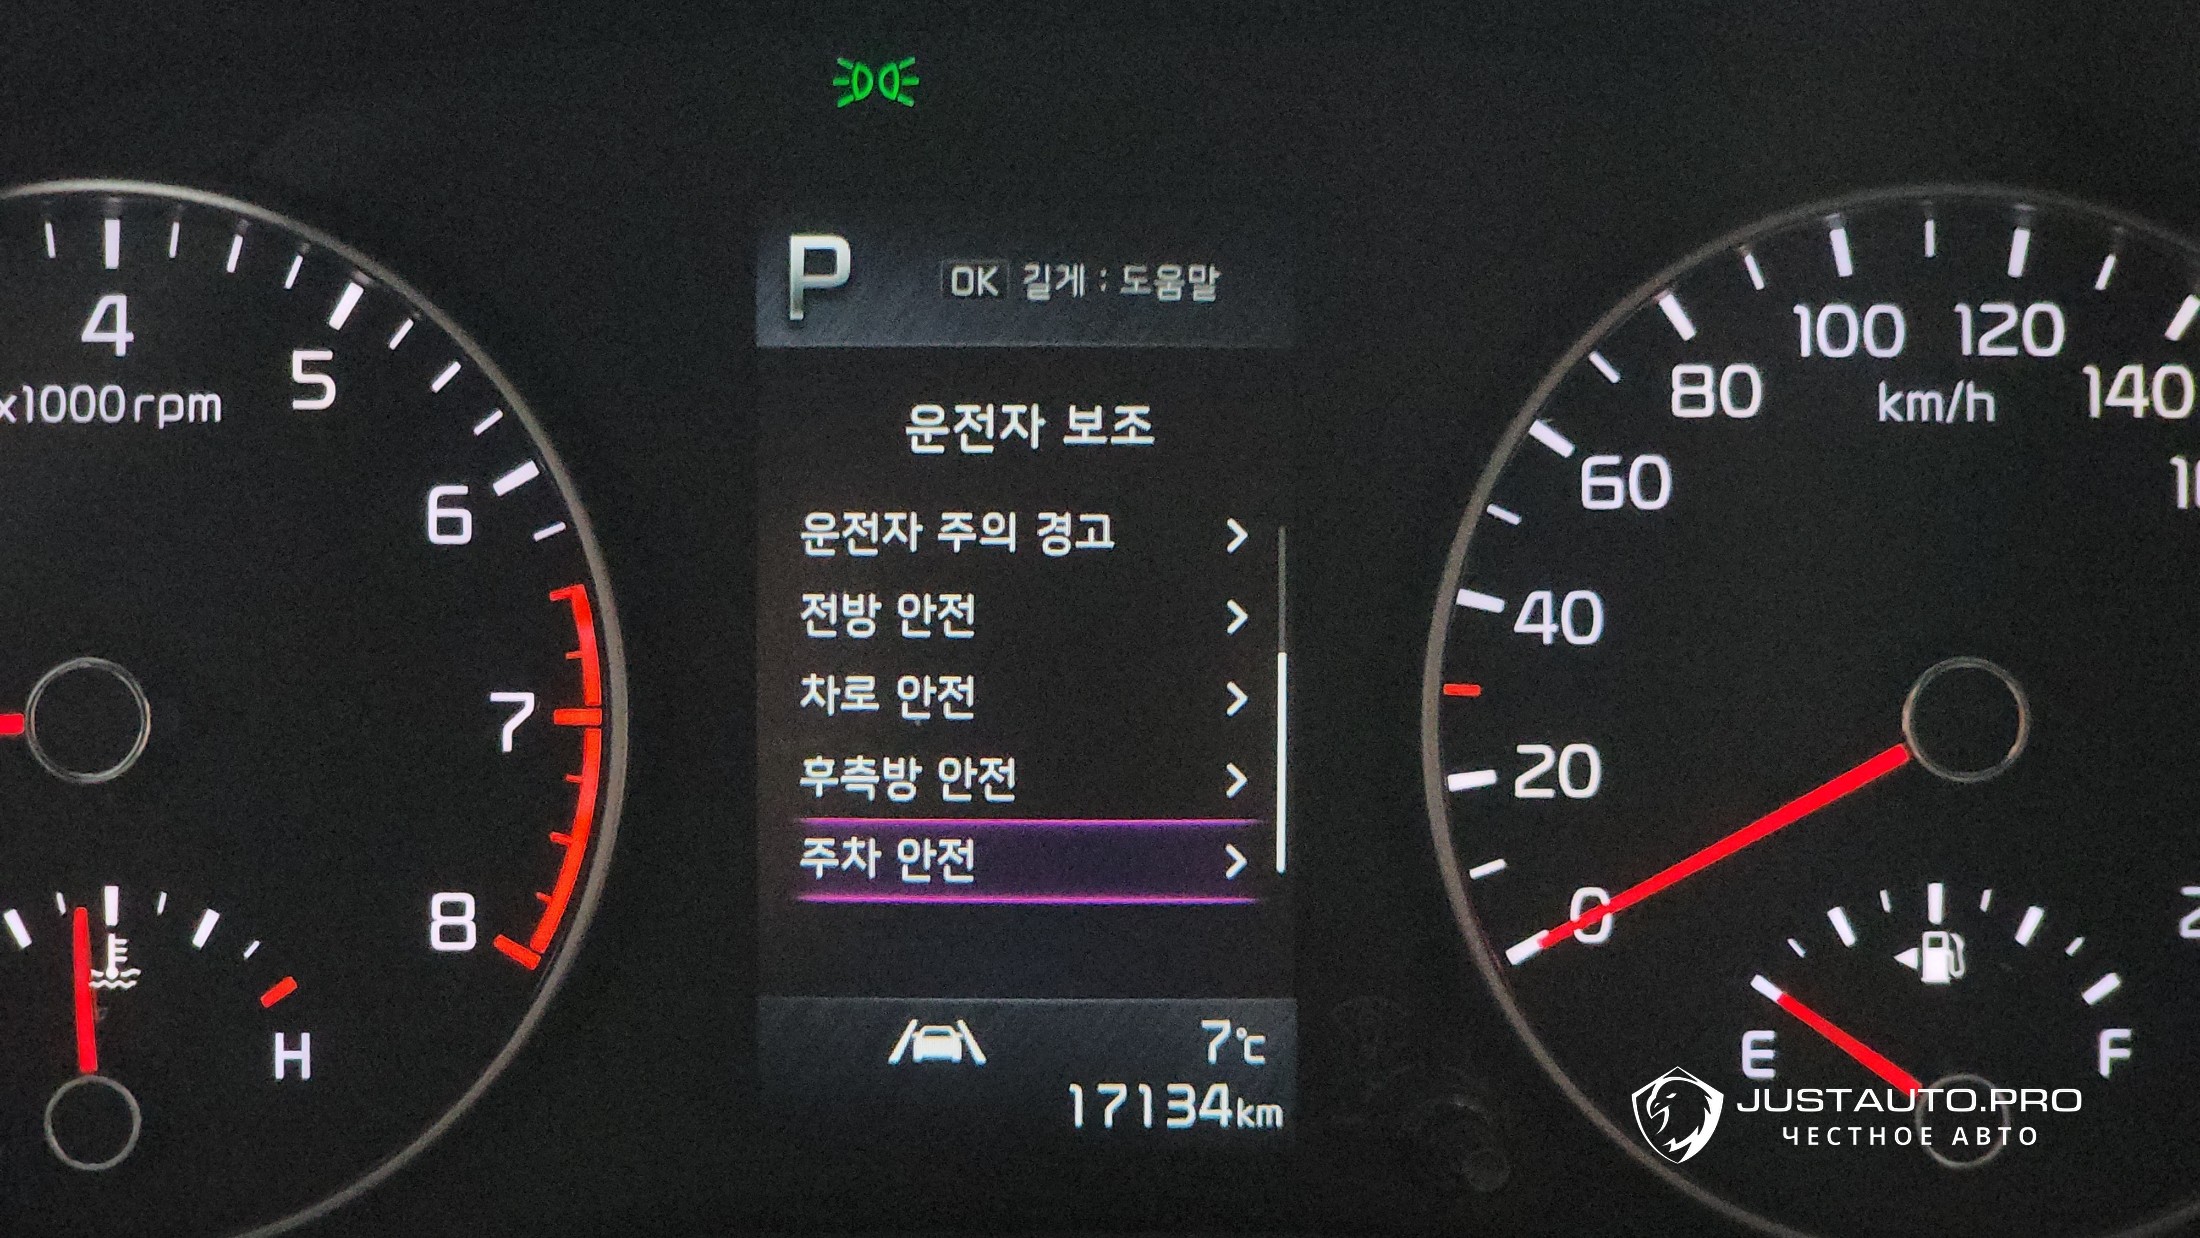 P OK 길게 : 도움말
운전자 보조
운전자 주의 경고
전방 안전
차로 안전
후측방 안전
주차 안전
7℃
17134km
4
5
6
7
8
x1000rpm
H
0
20
40
60
80
100
120
140
km/h
E
F
JUSTAUTO.PRO
ЧЕСТНОЕ АВТО